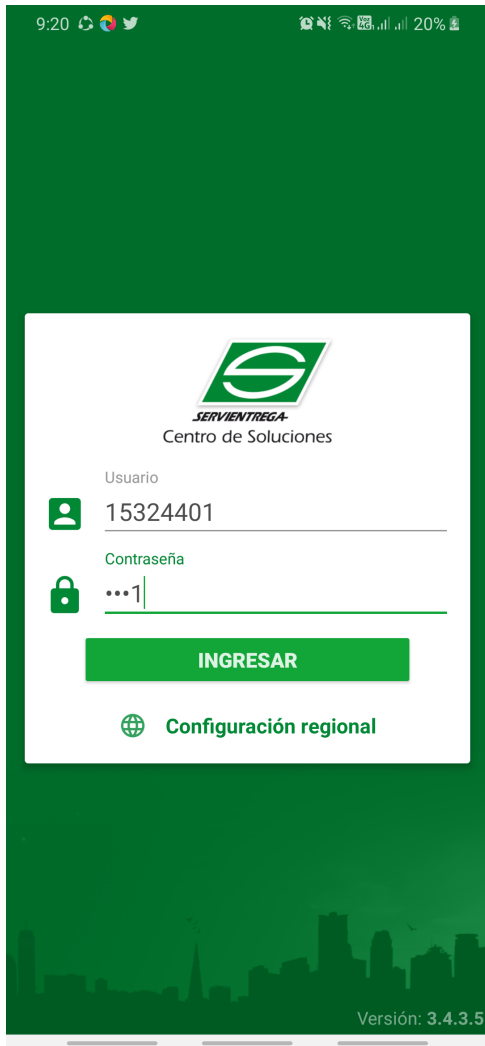 9:20 20%
SERVIENTREGA
Centro de Soluciones
Usuario
15324401
Contraseña
•••1
INGRESAR
Configuración regional
Versión: 3.4.3.5